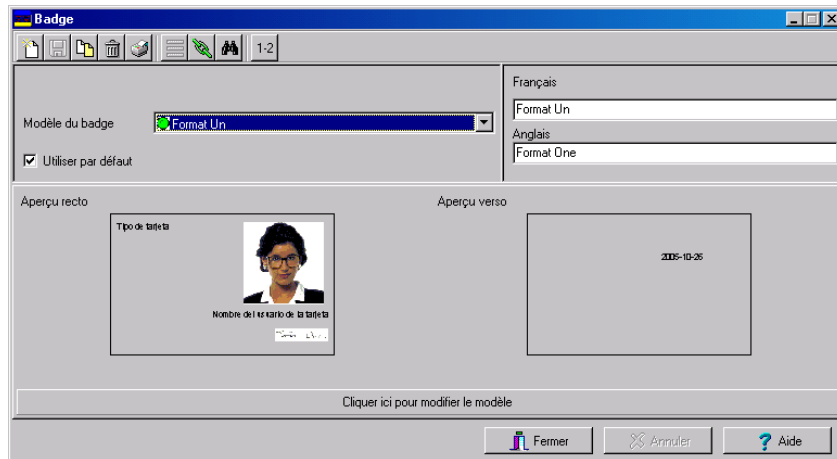 Badge
1-2
Français
Format Un
Modèle du badge
Format Un
Anglais
Format One
Utiliser par défaut
Aperçu recto
Aperçu verso
Tipo de tarjeta
2005-10-26
Nombre del usuario de la tarjeta
Cliquer ici pour modifier le modèle
Fermer
Annuler
Aide